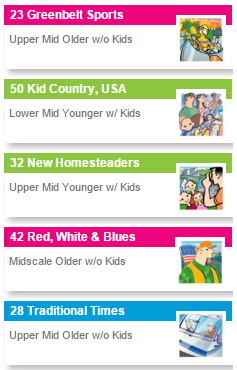 23 Greenbelt Sports
Upper Mid Older w/o Kids
50 Kid Country, USA
Lower Mid Younger w/ Kids
32 New Homesteaders
Upper Mid Younger w/ Kids
42 Red, White & Blues
Midscale Older w/o Kids
28 Traditional Times
Upper Mid Older w/o Kids